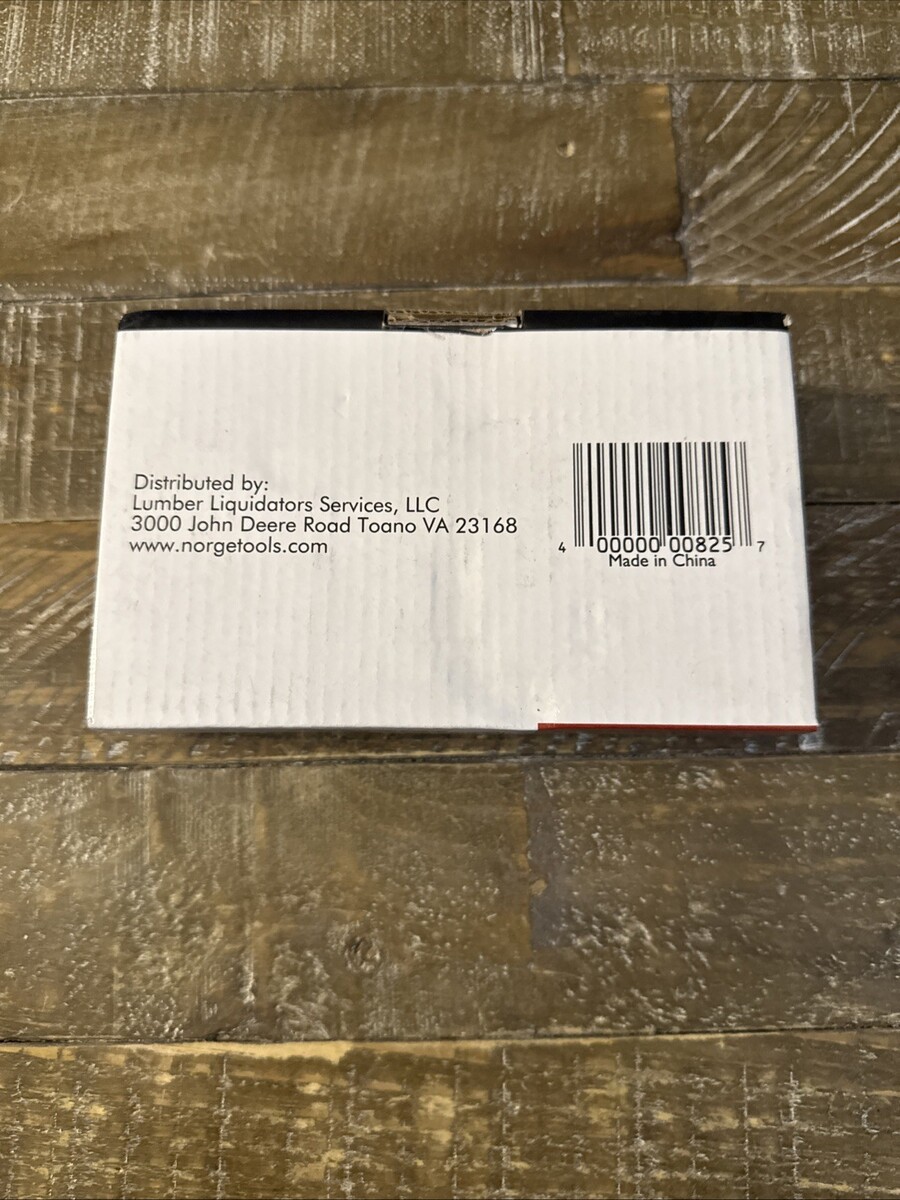 Distributed by:
Lumber Liquidators Services, LLC
3000 John Deere Road Toano VA 23168
www.norgetools.com
4 00000 00825 7
Made in China